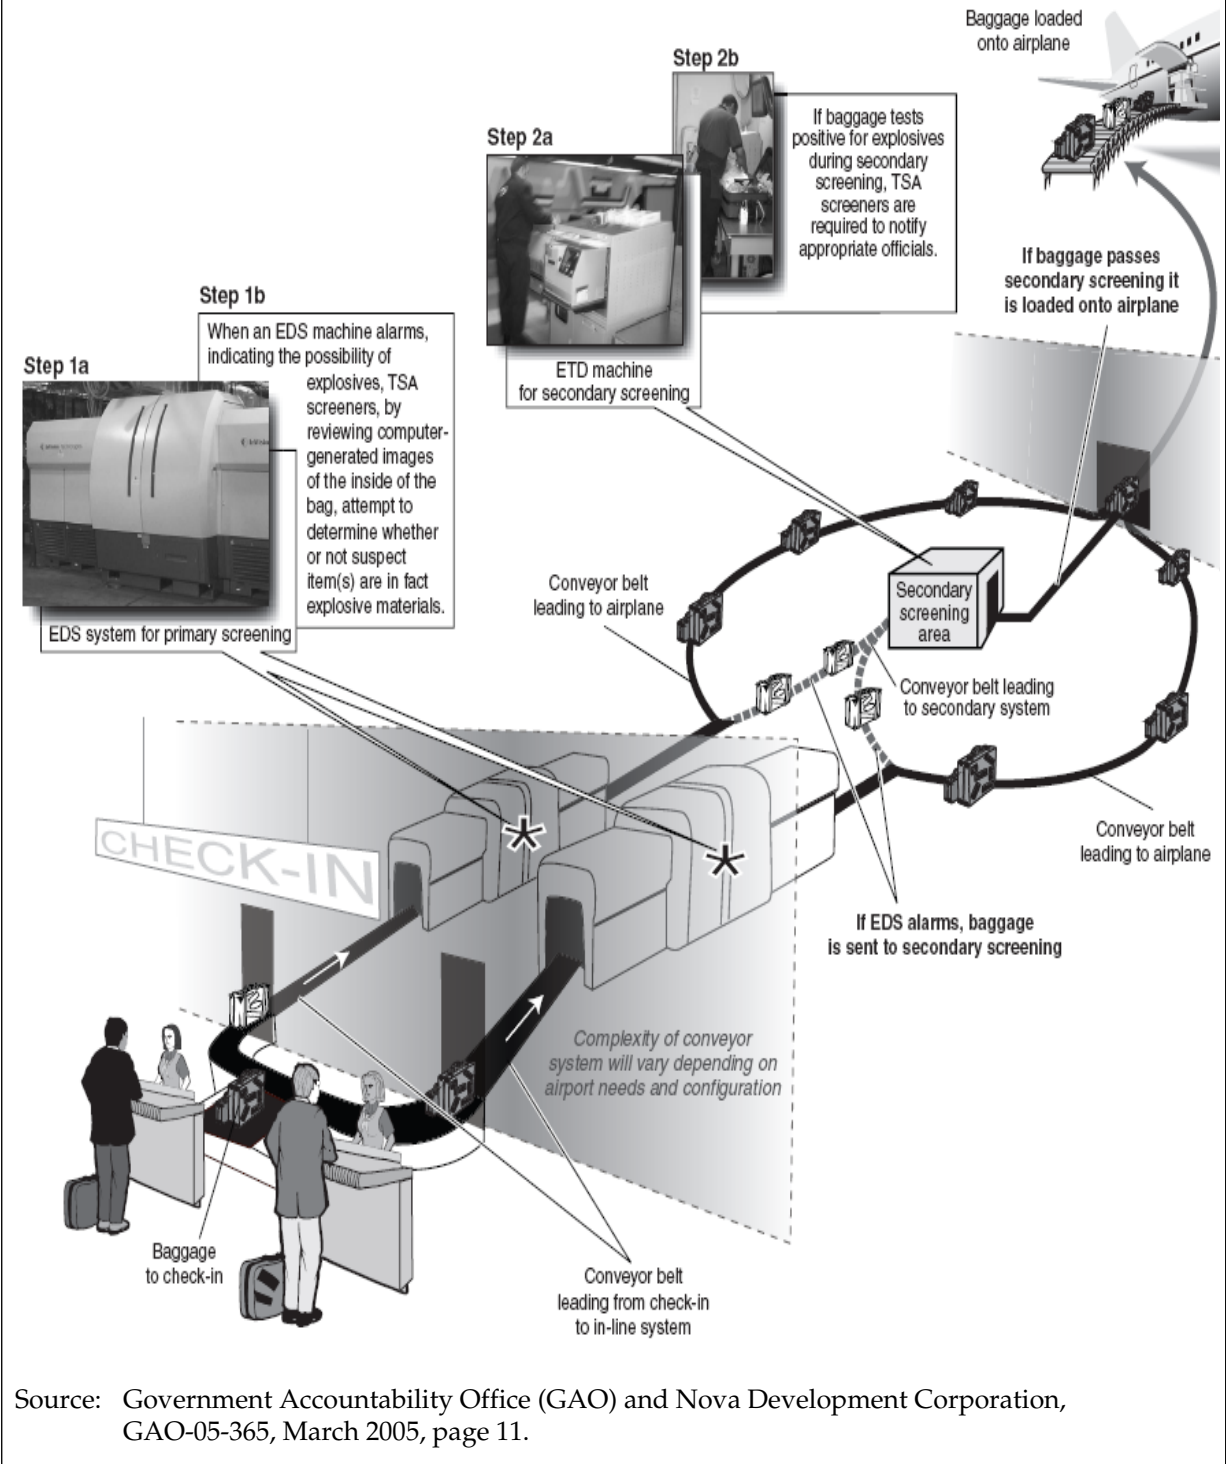 Baggage loaded
onto airplane
Step 2b
If baggage tests
positive for explosives
during secondary
screening, TSA
screeners are
required to notify
appropriate officials.
Step 2a
ETD machine
for secondary screening
If baggage passes
secondary screening it
is loaded onto airplane
Step 1b
When an EDS machine alarms,
indicating the possibility of
explosives, TSA
screeners, by
reviewing computer-
generated images
of the inside of the
bag, attempt to
determine whether
or not suspect
item(s) are in fact
explosive materials.
Step 1a
EDS system for primary screening
Conveyor belt
leading to airplane
Secondary
screening
area
Conveyor belt leading
to secondary system
Conveyor belt
leading to airplane
If EDS alarms, baggage
is sent to secondary screening
CHECK-IN
*
*
Complexity of conveyor
system will vary depending on
airport needs and configuration
Baggage
to check-in
Conveyor belt
leading from check-in
to in-line system
Source: Government Accountability Office (GAO) and Nova Development Corporation,
GAO-05-365, March 2005, page 11.